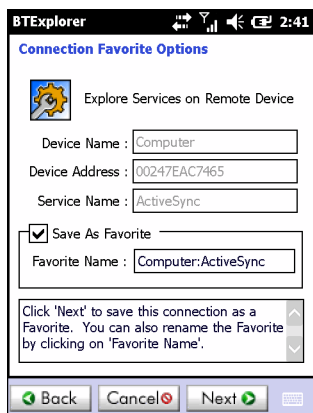 BTExplorer 2:41
Connection Favorite Options
Explore Services on Remote Device
Device Name : Computer
Device Address : 00247EAC7465
Service Name : ActiveSync
Save As Favorite
Favorite Name : Computer:ActiveSync
Click 'Next' to save this connection as a
Favorite. You can also rename the Favorite
by clicking on 'Favorite Name'.
Back Cancel Next